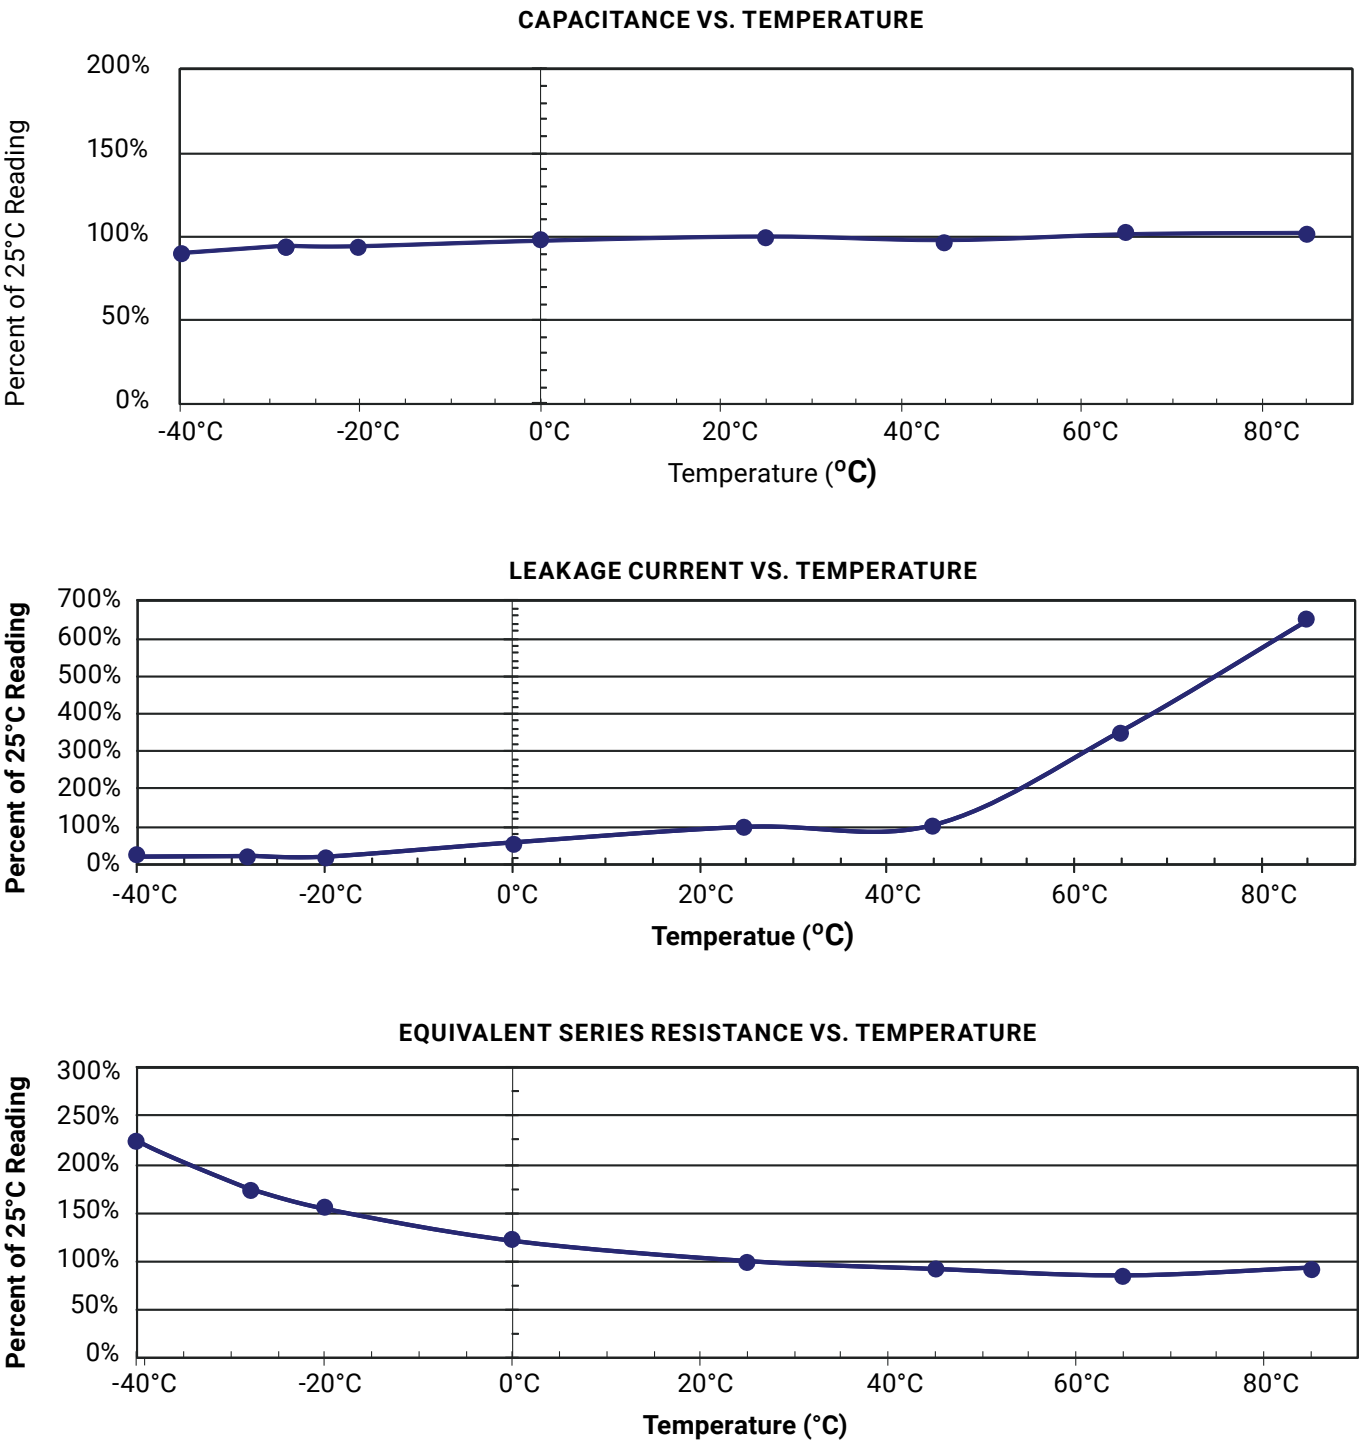 CAPACITANCE VS. TEMPERATURE
Percent of 25°C Reading
200%
150%
100%
50%
0%
-40°C -20°C 0°C 20°C 40°C 60°C 80°C
Temperature (ºC)
LEAKAGE CURRENT VS. TEMPERATURE
Percent of 25°C Reading
700%
600%
500%
400%
300%
200%
100%
0%
-40°C -20°C 0°C 20°C 40°C 60°C 80°C
Temperatue (ºC)
EQUIVALENT SERIES RESISTANCE VS. TEMPERATURE
Percent of 25°C Reading
300%
250%
200%
150%
100%
50%
0%
-40°C -20°C 0°C 20°C 40°C 60°C 80°C
Temperature (°C)